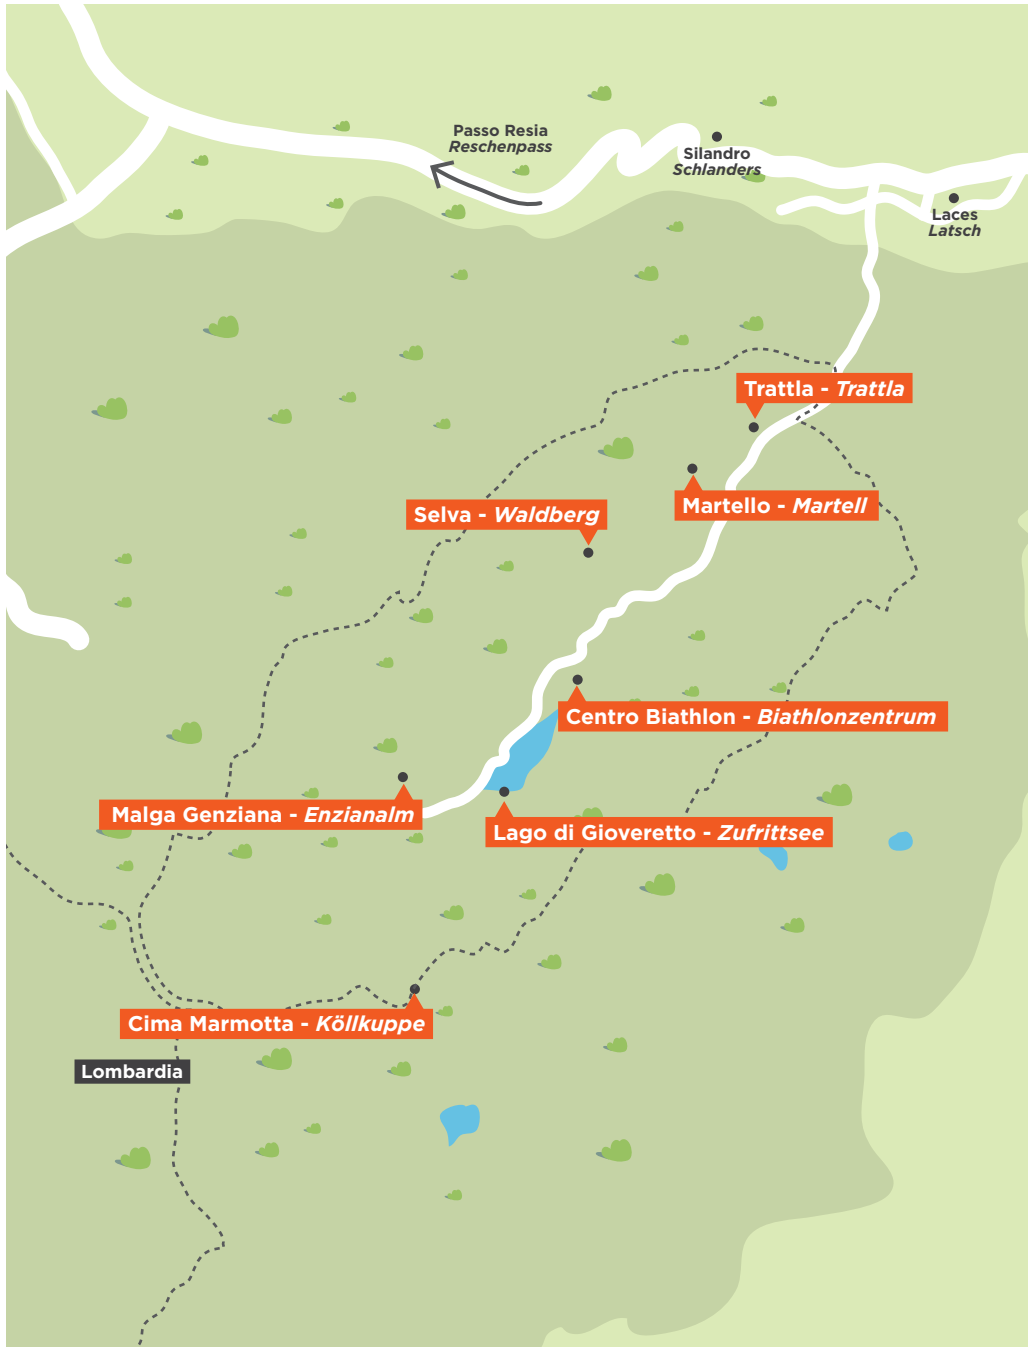 Passo Resia
Reschenpass
Silandro
Schlanders
Laces
Latsch
Trattla - Trattla
Martello - Martell
Selva - Waldberg
Centro Biathlon - Biathlonzentrum
Malga Genziana - Enzianalm
Lago di Gioveretto - Zufrittsee
Cima Marmotta - Köllkuppe
Lombardia